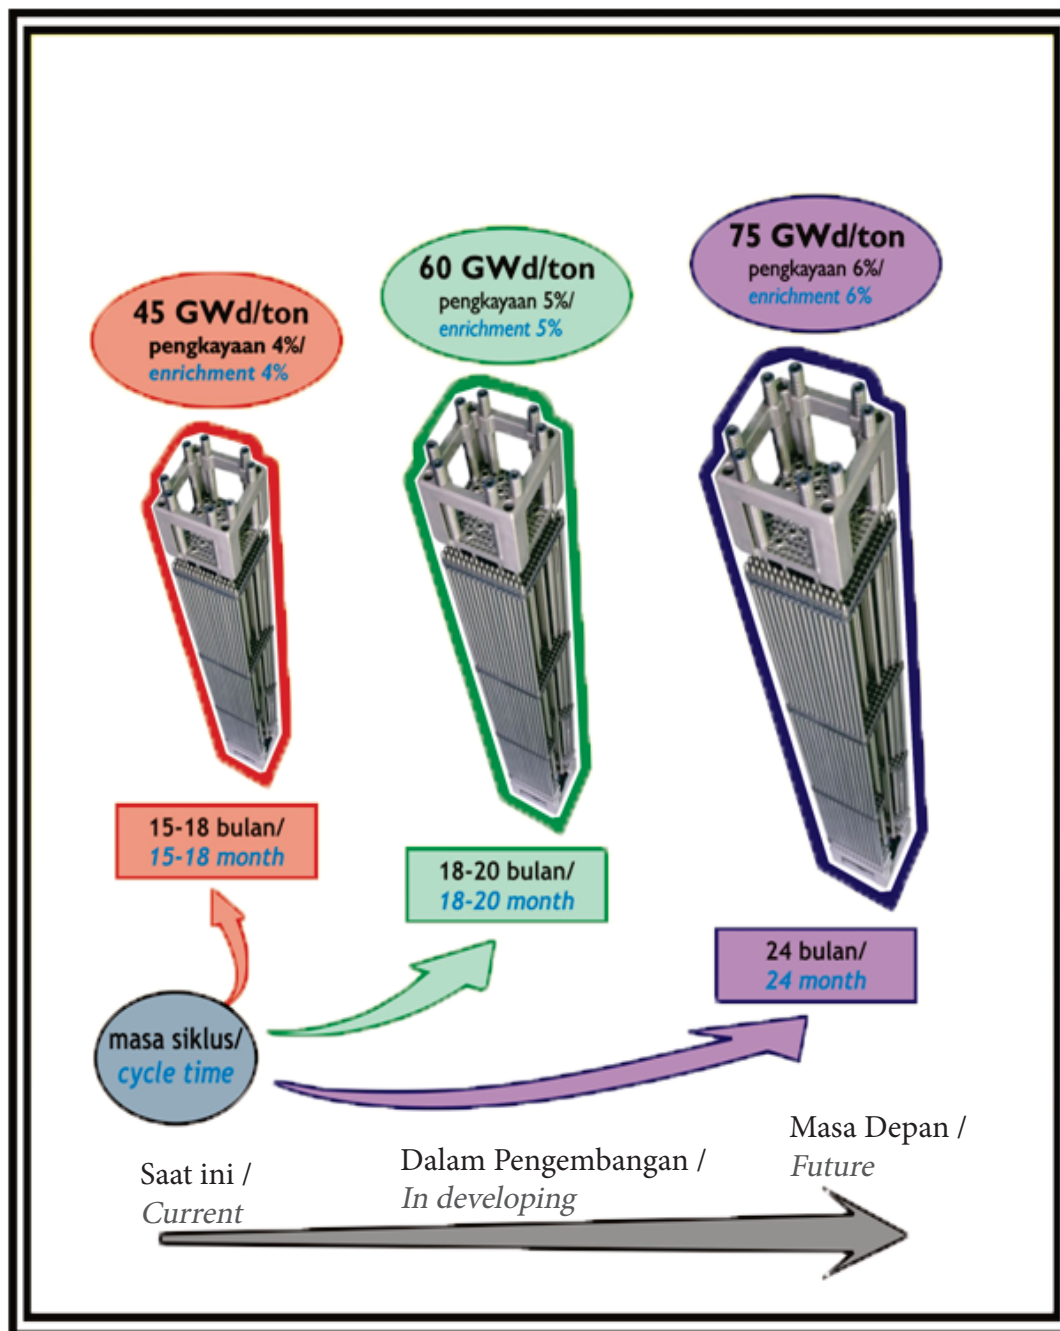 45 GWd/ton
pengkayaan 4%/
enrichment 4%
60 GWd/ton
pengkayaan 5%/
enrichment 5%
75 GWd/ton
pengkayaan 6%/
enrichment 6%
15-18 bulan/
15-18 month
18-20 bulan/
18-20 month
24 bulan/
24 month
masa siklus/
cycle time
Saat ini /
Current
Dalam Pengembangan /
In developing
Masa Depan /
Future